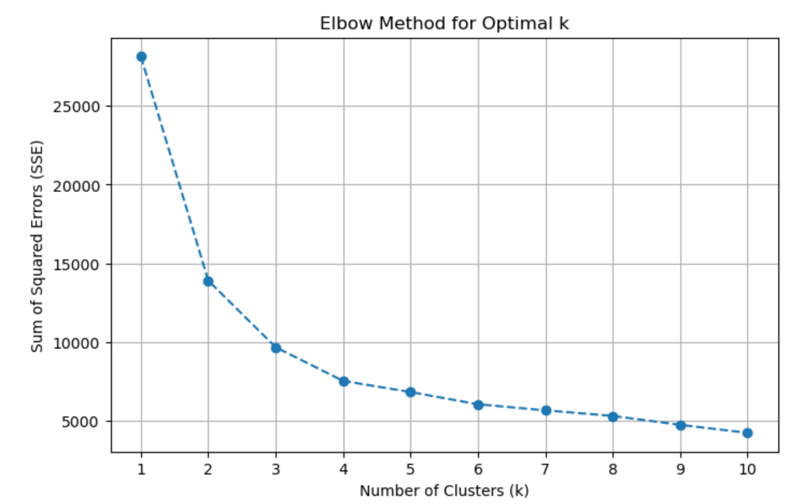 Elbow Method for Optimal k
Sum of Squared Errors (SSE)
25000
20000
15000
10000
5000
1 2 3 4 5 6 7 8 9 10
Number of Clusters (k)